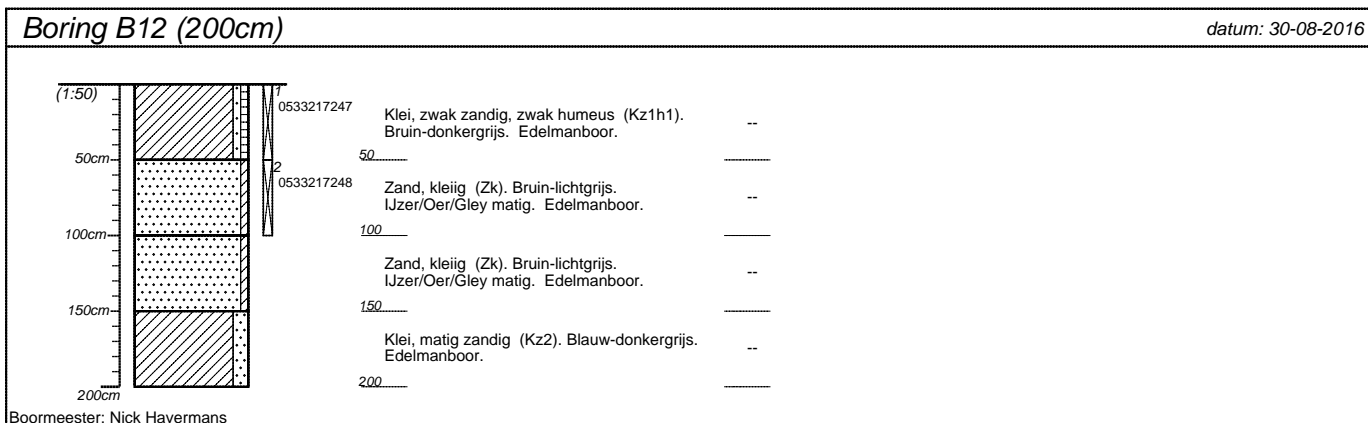 Boring B12 (200cm)
datum: 30-08-2016
(1:50)
1
0533217247
Klei, zwak zandig, zwak humeus (Kz1h1).
Bruin-donkergrijs. Edelmanboor.
--
50cm
50
2
0533217248
Zand, kleiig (Zk). Bruin-lichtgrijs.
IJzer/Oer/Gley matig. Edelmanboor.
--
100cm
100
Zand, kleiig (Zk). Bruin-lichtgrijs.
IJzer/Oer/Gley matig. Edelmanboor.
--
150cm
150
Klei, matig zandig (Kz2). Blauw-donkergrijs.
Edelmanboor.
--
200cm
200
Boormeester: Nick Havermans